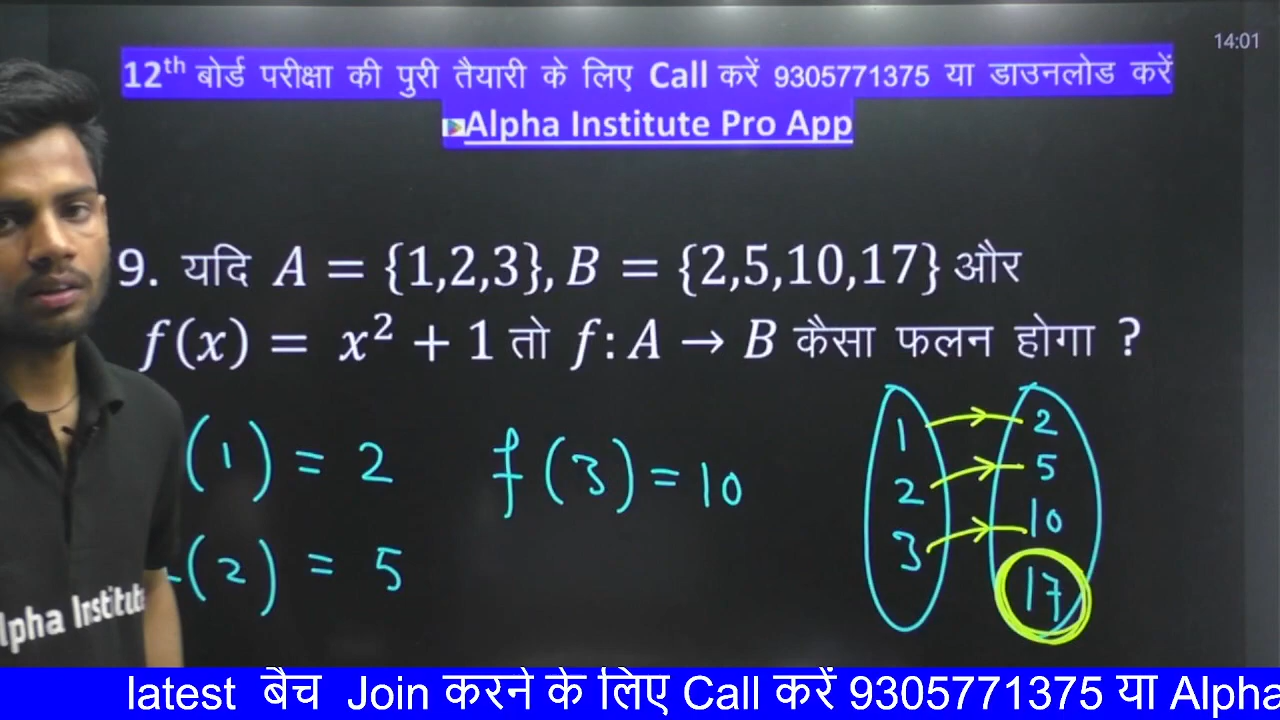 14:01
12th बोर्ड परीक्षा की पुरी तैयारी के लिए Call करें 9305771375 या डाउनलोड करें
Alpha Institute Pro App
9. यदि A = {1,2,3}, B = {2,5,10,17} और
f(x) = x² + 1 तो f: A → B कैसा फलन होगा ?
(1) = 2
f(3) = 10
(2) = 5
1
2
3
2
5
10
17
lpha Institute
latest बैच Join करने के लिए Call करें 9305771375 या Alpha